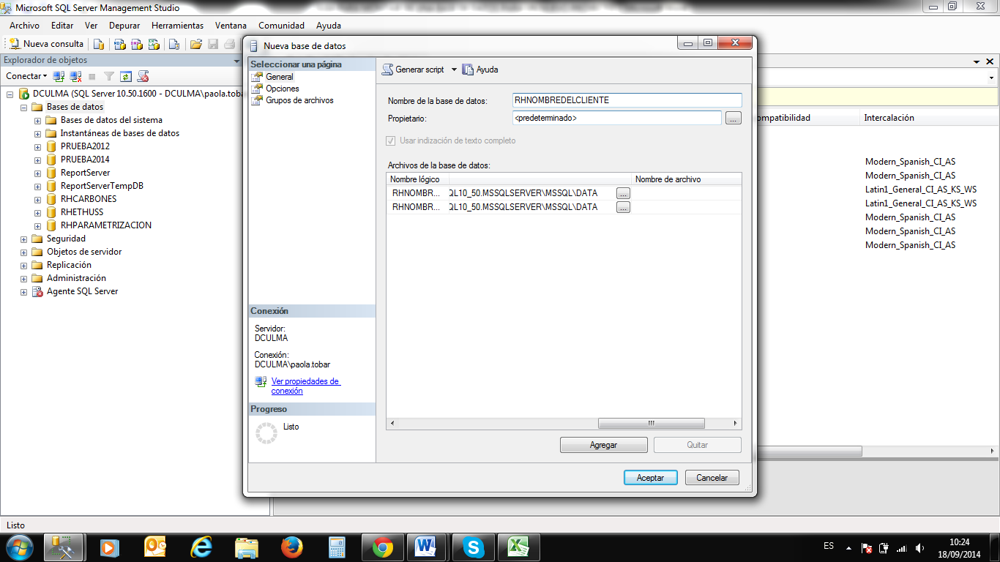 Microsoft SQL Server Management Studio
Archivo Editar Ver Depurar Herramientas Ventana Comunidad Ayuda
Nueva consulta
Explorador de objetos
Conectar
DCULMA (SQL Server 10.50.1600 - DCULMA\paola.toba
Bases de datos
Bases de datos del sistema
Instantáneas de bases de datos
PRUEBA2012
PRUEBA2014
ReportServer
ReportServerTempDB
RHCARBONES
RHETHUSS
RHPARAMETRIZACION
Seguridad
Objetos de servidor
Replicación
Administración
Agente SQL Server
Nueva base de datos
Seleccionar una página
General
Opciones
Grupos de archivos
Conexión
Servidor:
DCULMA
Conexión:
DCULMA\paola.tobar
Ver propiedades de
conexión
Progreso
Listo
Generar script Ayuda
Nombre de la base de datos: RHNOMBREDELCLIENTE
Propietario: <predeterminado> ...
Usar indización de texto completo
Archivos de la base de datos:
Nombre lógico Nombre de archivo
RHNOMBR... QL10_50.MSSQLSERVER\MSSQL\DATA ...
RHNOMBR... QL10_50.MSSQLSERVER\MSSQL\DATA ...
Agregar Quitar
Aceptar Cancelar
ompatibilidad Intercalación
Modern_Spanish_CI_AS
Modern_Spanish_CI_AS
Latin1_General_CI_AS_KS_WS
Latin1_General_CI_AS_KS_WS
Modern_Spanish_CI_AS
Modern_Spanish_CI_AS
Modern_Spanish_CI_AS
Listo
ES
10:24
18/09/2014